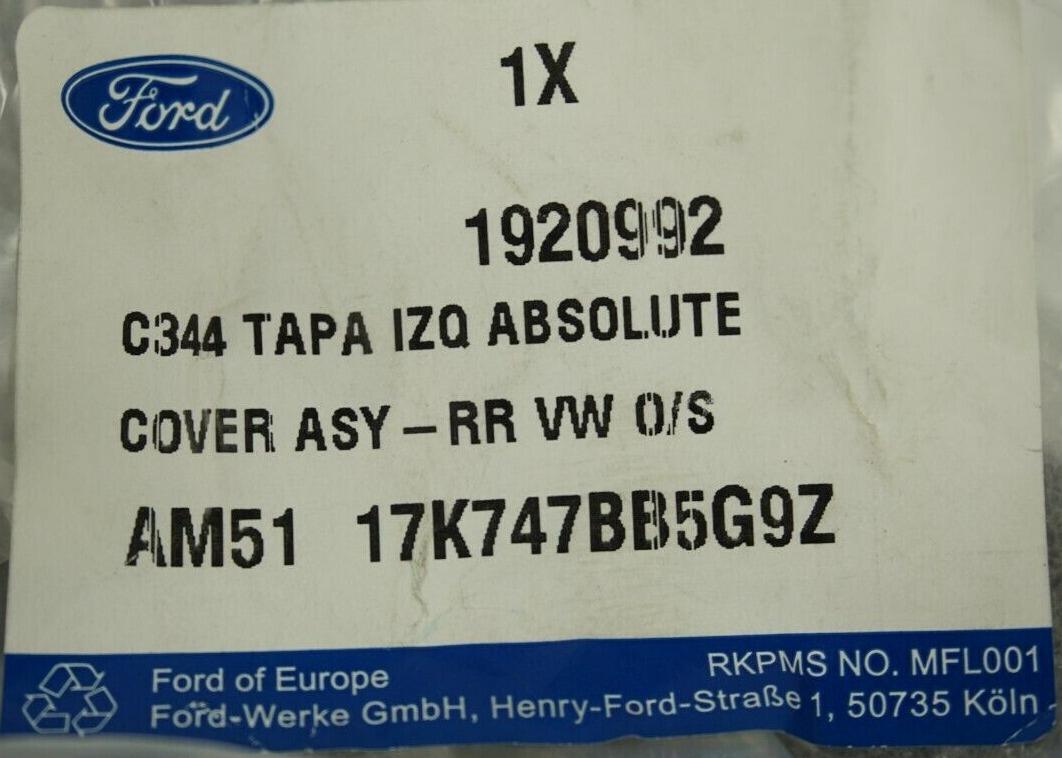 Ford
1X
1920992
C344 TAPA IZQ ABSOLUTE
COVER ASY - RR VW O/S
AM51 17K747BB5G9Z
Ford of Europe
RKPMS NO. MFL001
Ford-Werke GmbH, Henry-Ford-Straße 1, 50735 Köln